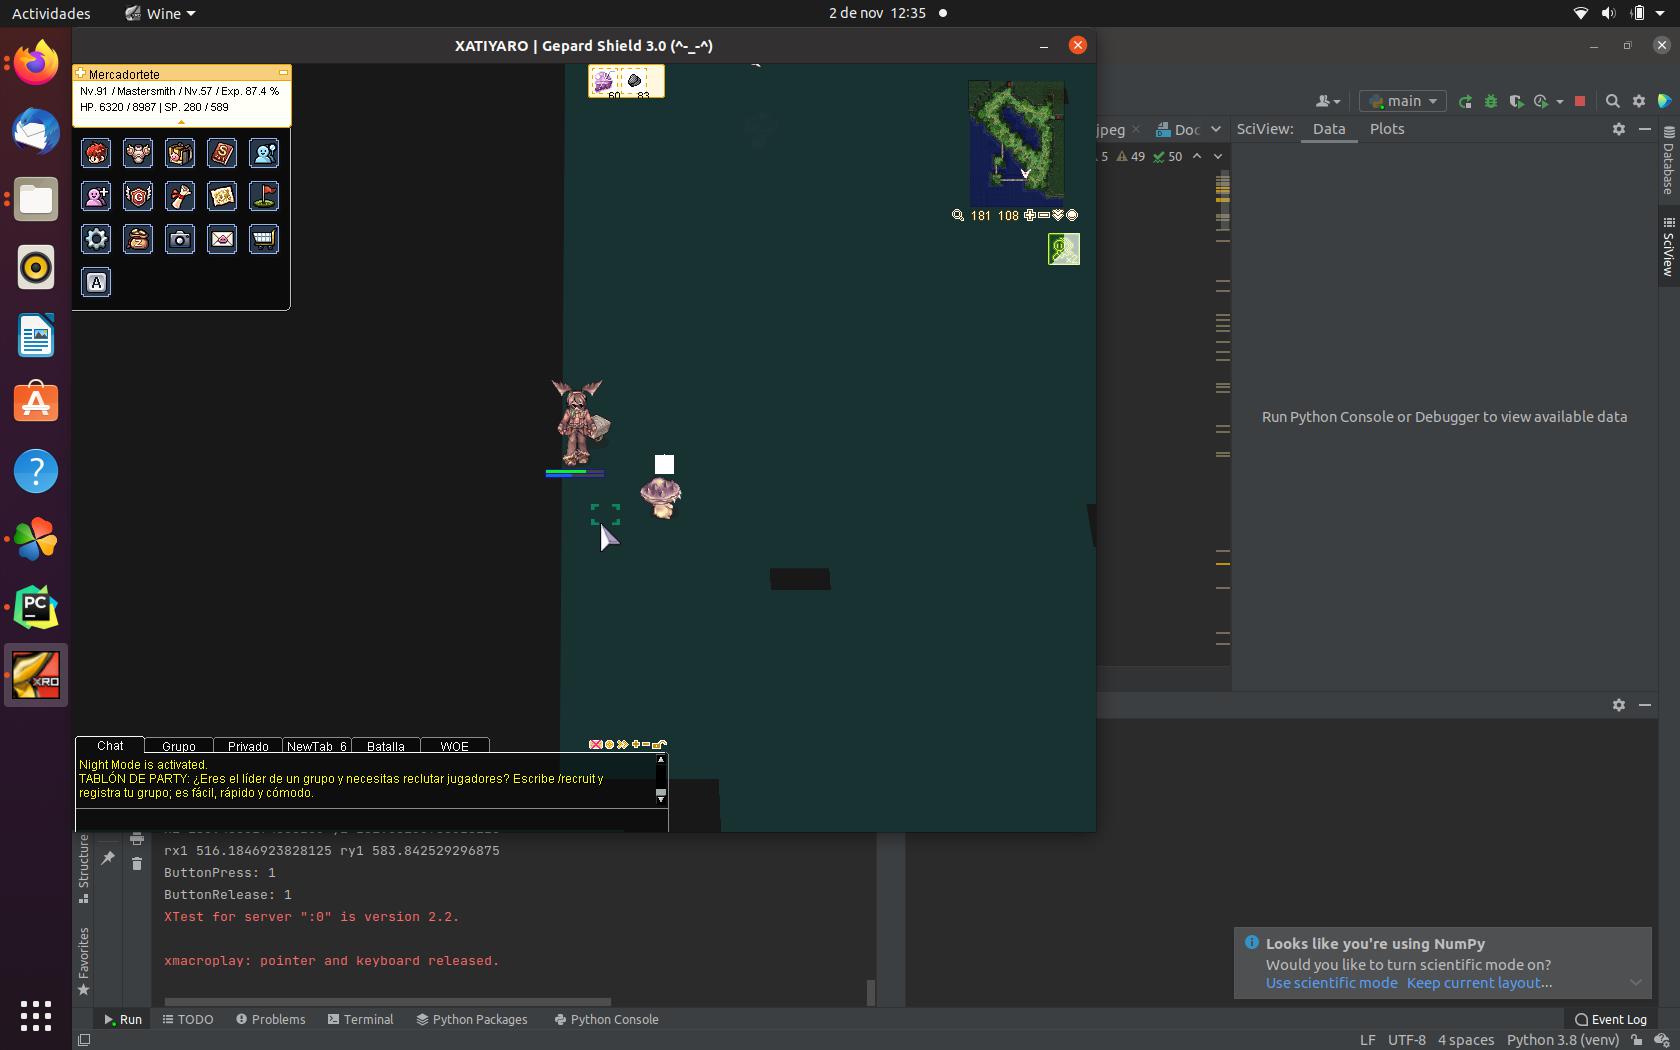 Actividades
Wine
2 de nov 12:35
XATIYARO | Gepard Shield 3.0 (^-_-^)
Mercadortete
Nv.91 / Mastersmith / Nv.57 / Exp. 87.4 %
HP. 6320 / 8987 | SP. 280 / 589
60 83
181 108
A
main
jpeg
Doc
SciView:
Data
Plots
5
49
50
Database
SciView
Run Python Console or Debugger to view available data
PC
XRO
Chat
Grupo
Privado
NewTab_6
Batalla
WOE
Night Mode is activated.
TABLÓN DE PARTY: ¿Eres el líder de un grupo y necesitas reclutar jugadores? Escribe /recruit y
registra tu grupo; es fácil, rápido y cómodo.
rx1 516.1846923828125 ry1 583.842529296875
ButtonPress: 1
ButtonRelease: 1
XTest for server ":0" is version 2.2.
xmacroplay: pointer and keyboard released.
Structure
Favorites
Looks like you're using NumPy
Would you like to turn scientific mode on?
Use scientific mode Keep current layout...
Run
TODO
Problems
Terminal
Python Packages
Python Console
Event Log
LF UTF-8 4 spaces Python 3.8 (venv)